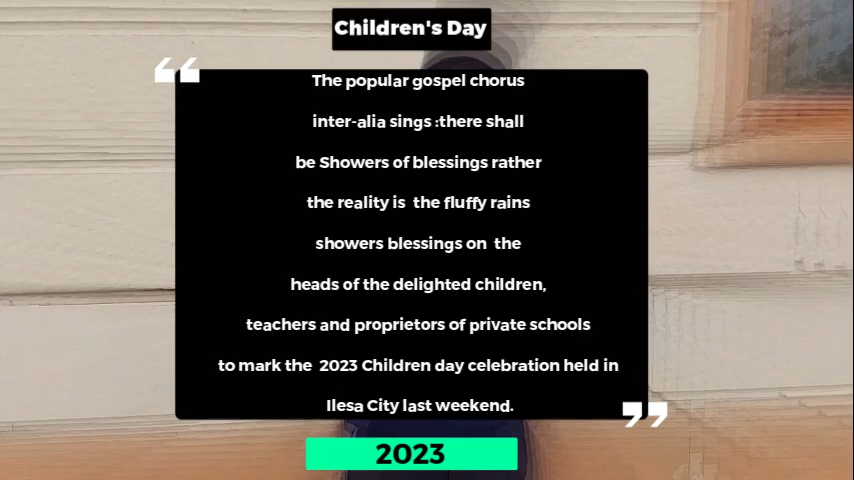 Children's Day
❝
The popular gospel chorus
inter-alia sings :there shall
be Showers of blessings rather
the reality is  the fluffy rains
showers blessings on  the
heads of the delighted children,
teachers and proprietors of private schools
to mark the  2023 Children day celebration held in
Ilesa City last weekend.
❞
2023